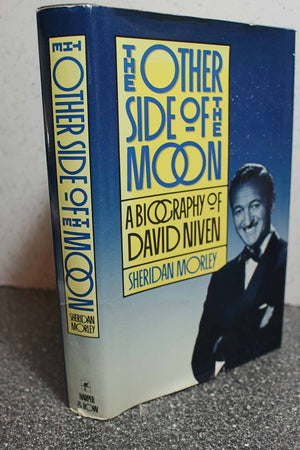 THE OTHER
SIDE OF THE
MOON
A BIOGRAPHY OF
DAVID NIVEN
SHERIDAN MORLEY
THE OTHER SIDE OF THE MOON
SHERIDAN
MORLEY
HARPER
& ROW